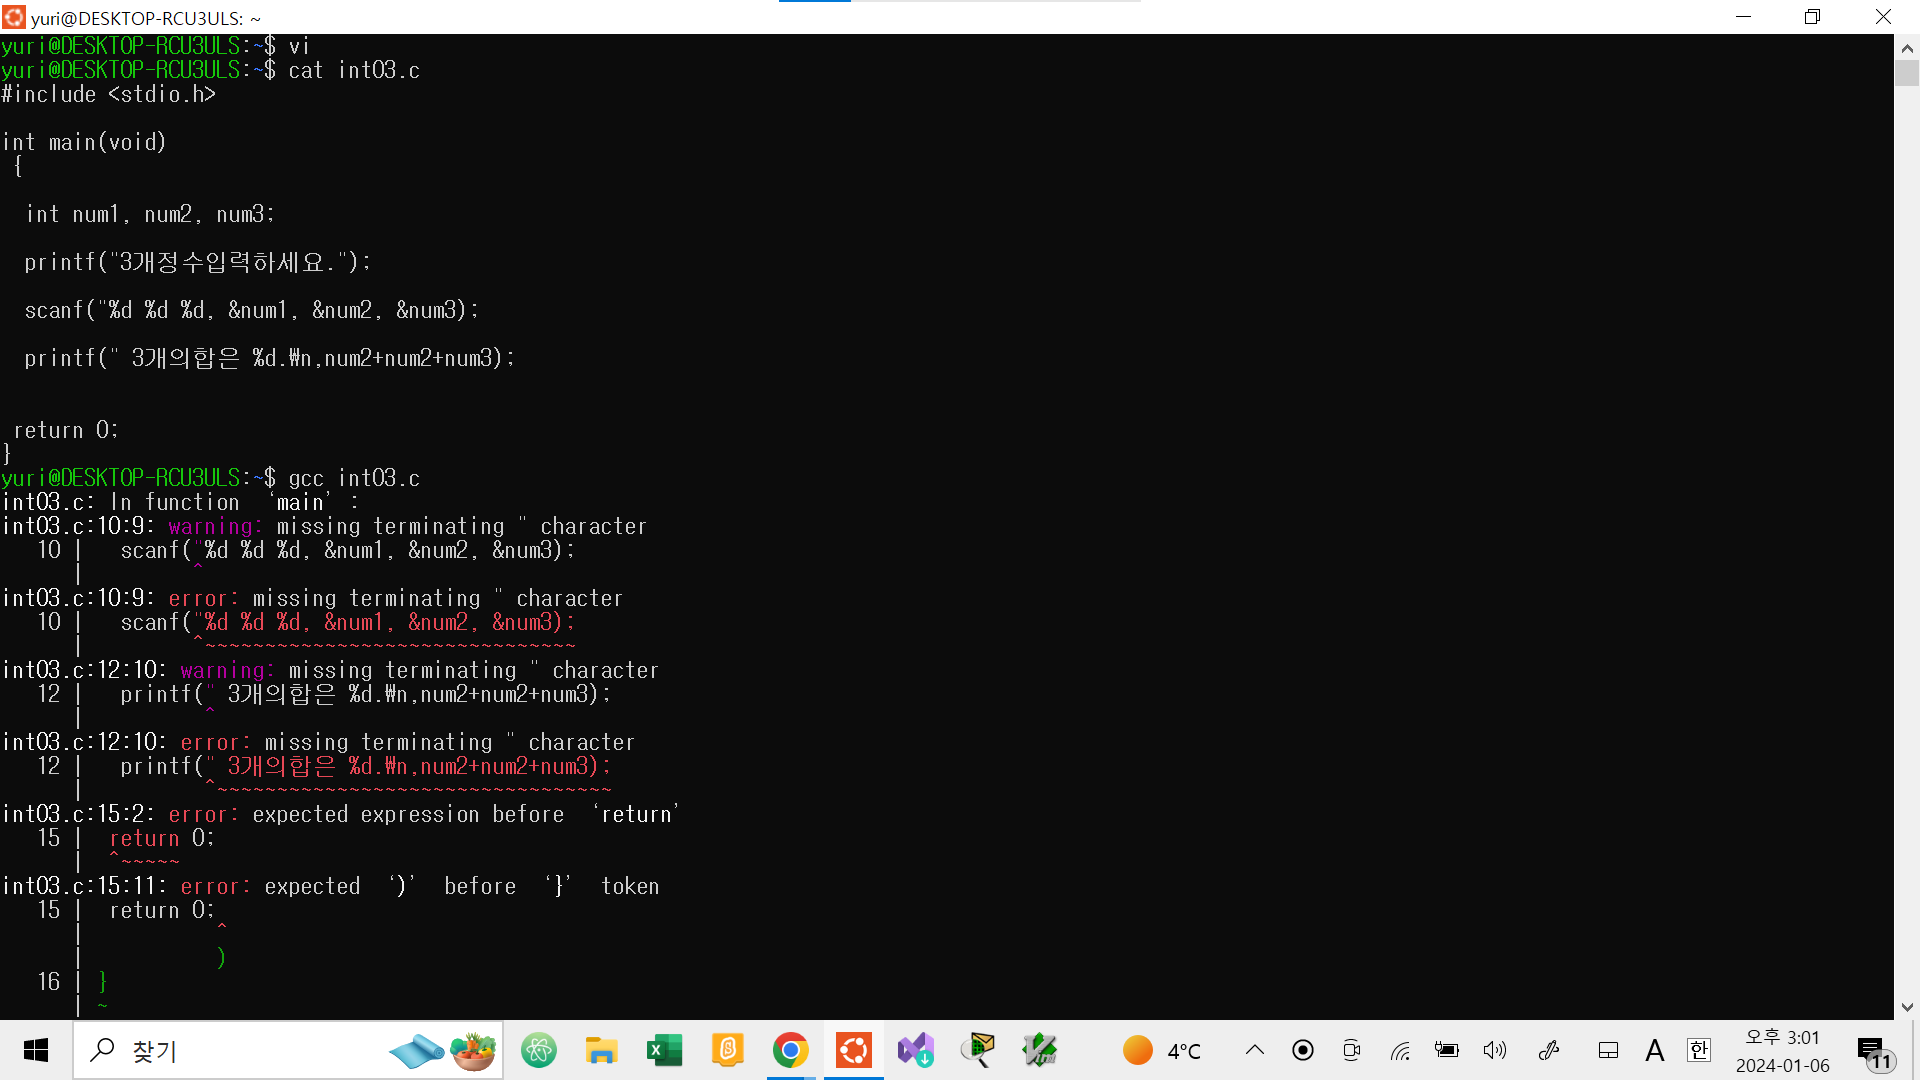 yuri@DESKTOP-RCU3ULS: ~
yuri@DESKTOP-RCU3ULS:~$ vi
yuri@DESKTOP-RCU3ULS:~$ cat int03.c
#include <stdio.h>
int main(void)
{
int num1, num2, num3;
printf("3개정수입력하세요.");
scanf("%d %d %d, &num1, &num2, &num3);
printf(" 3개의합은 %d.₩n,num2+num2+num3);
return 0;
}
yuri@DESKTOP-RCU3ULS:~$ gcc int03.c
int03.c: In function ‘main’:
int03.c:10:9: warning: missing terminating " character
10 | scanf("%d %d %d, &num1, &num2, &num3);
| ^
int03.c:10:9: error: missing terminating " character
10 | scanf("%d %d %d, &num1, &num2, &num3);
| ^~~~~~~~~~~~~~~~~~~~~~~~~~~~~~~~
int03.c:12:10: warning: missing terminating " character
12 | printf(" 3개의합은 %d.₩n,num2+num2+num3);
| ^
int03.c:12:10: error: missing terminating " character
12 | printf(" 3개의합은 %d.₩n,num2+num2+num3);
| ^~~~~~~~~~~~~~~~~~~~~~~~~~~~~~~~~~
int03.c:15:2: error: expected expression before ‘return’
15 | return 0;
| ^~~~~~
int03.c:15:11: error: expected ‘)’ before ‘}’ token
15 | return 0;
| ^
| )
16 | }
| ~
찾기
4°C
A
한
오후 3:01
2024-01-06
11